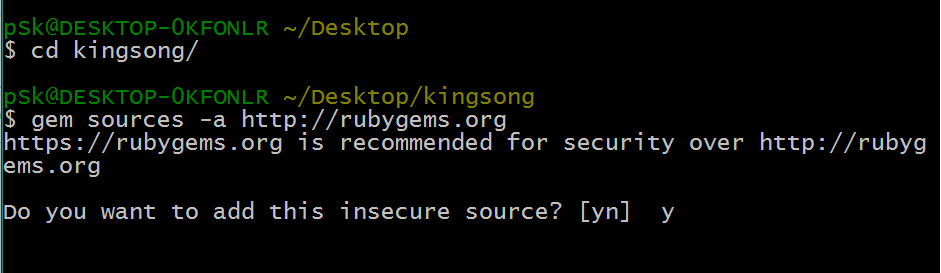 pSk@DESKTOP-0KFONLR ~/Desktop
$ cd kingsong/
pSk@DESKTOP-0KFONLR ~/Desktop/kingsong
$ gem sources -a http://rubygems.org
https://rubygems.org is recommended for security over http://rubyg
ems.org
Do you want to add this insecure source? [yn]  y